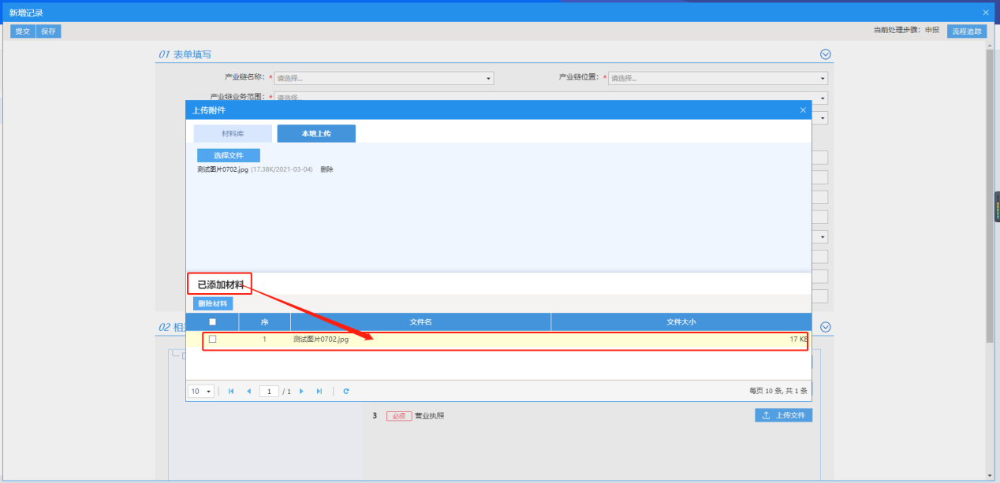 新增记录
提交 保存 当前处理步骤：申报 流程追踪
01 表单填写
产业链名称：* 请选择... 产业链位置：* 请选择...
产业链业务范围：* 请选择...
上传附件
材料库 本地上传
选择文件
测试图片0702.jpg (17.38K/2021-03-04) 删除
已添加材料
删除材料
序 文件名 文件大小
02 相
1 测试图片0702.jpg 17 KB
10 1 / 1 每页 10 条, 共 1 条
3 必须 营业执照 上传文件